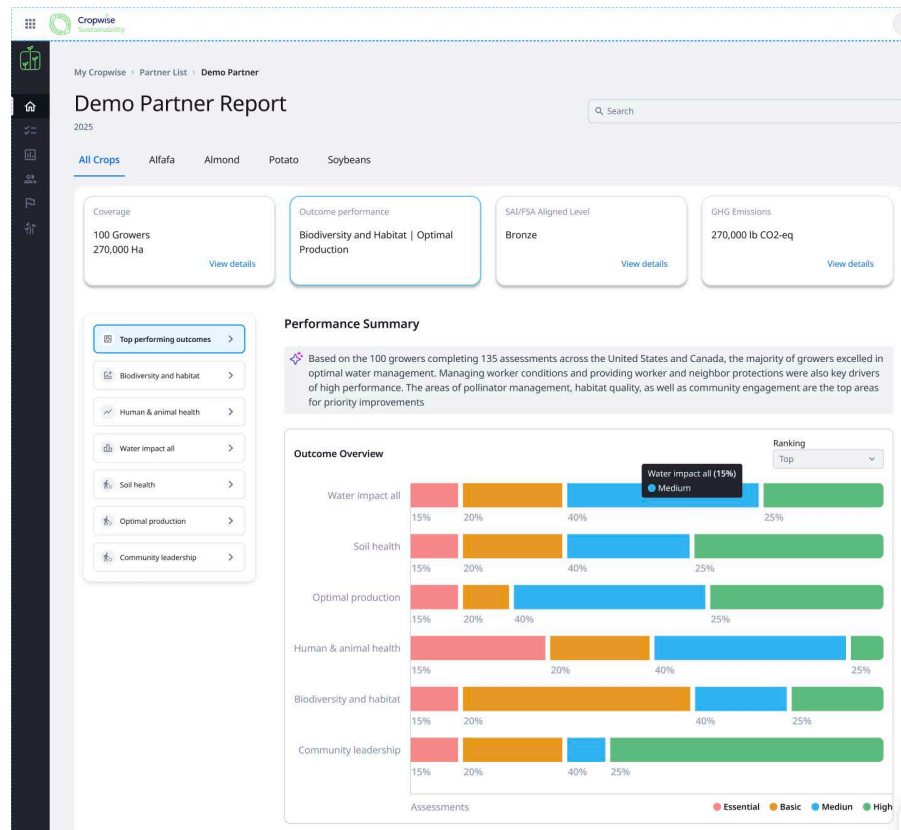 Cropwise
Sustainability
My Cropwise > Partner List > Demo Partner
Demo Partner Report
2025
Search
All Crops Alfafa Almond Potato Soybeans
Coverage
100 Growers
270,000 Ha
View details
Outcome performance
Biodiversity and Habitat | Optimal
Production
SAI/FSA Aligned Level
Bronze
View details
GHG Emissions
270,000 lb CO2-eq
View details
Top performing outcomes
Biodiversity and habitat
Human & animal health
Water impact all
Soil health
Optimal production
Community leadership
Performance Summary
Based on the 100 growers completing 135 assessments across the United States and Canada, the majority of growers excelled in
optimal water management. Managing worker conditions and providing worker and neighbor protections were also key drivers
of high performance. The areas of pollinator management, habitat quality, as well as community engagement are the top areas
for priority improvements
Outcome Overview
Ranking
Top
Water impact all (15%)
Medium
Water impact all
15% 20% 40% 25%
Soil health
15% 20% 40% 25%
Optimal production
15% 20% 40% 25%
Human & animal health
15% 20% 40% 25%
Biodiversity and habitat
15% 20% 40% 25%
Community leadership
15% 20% 40% 25%
Assessments
Essential Basic Mediun High